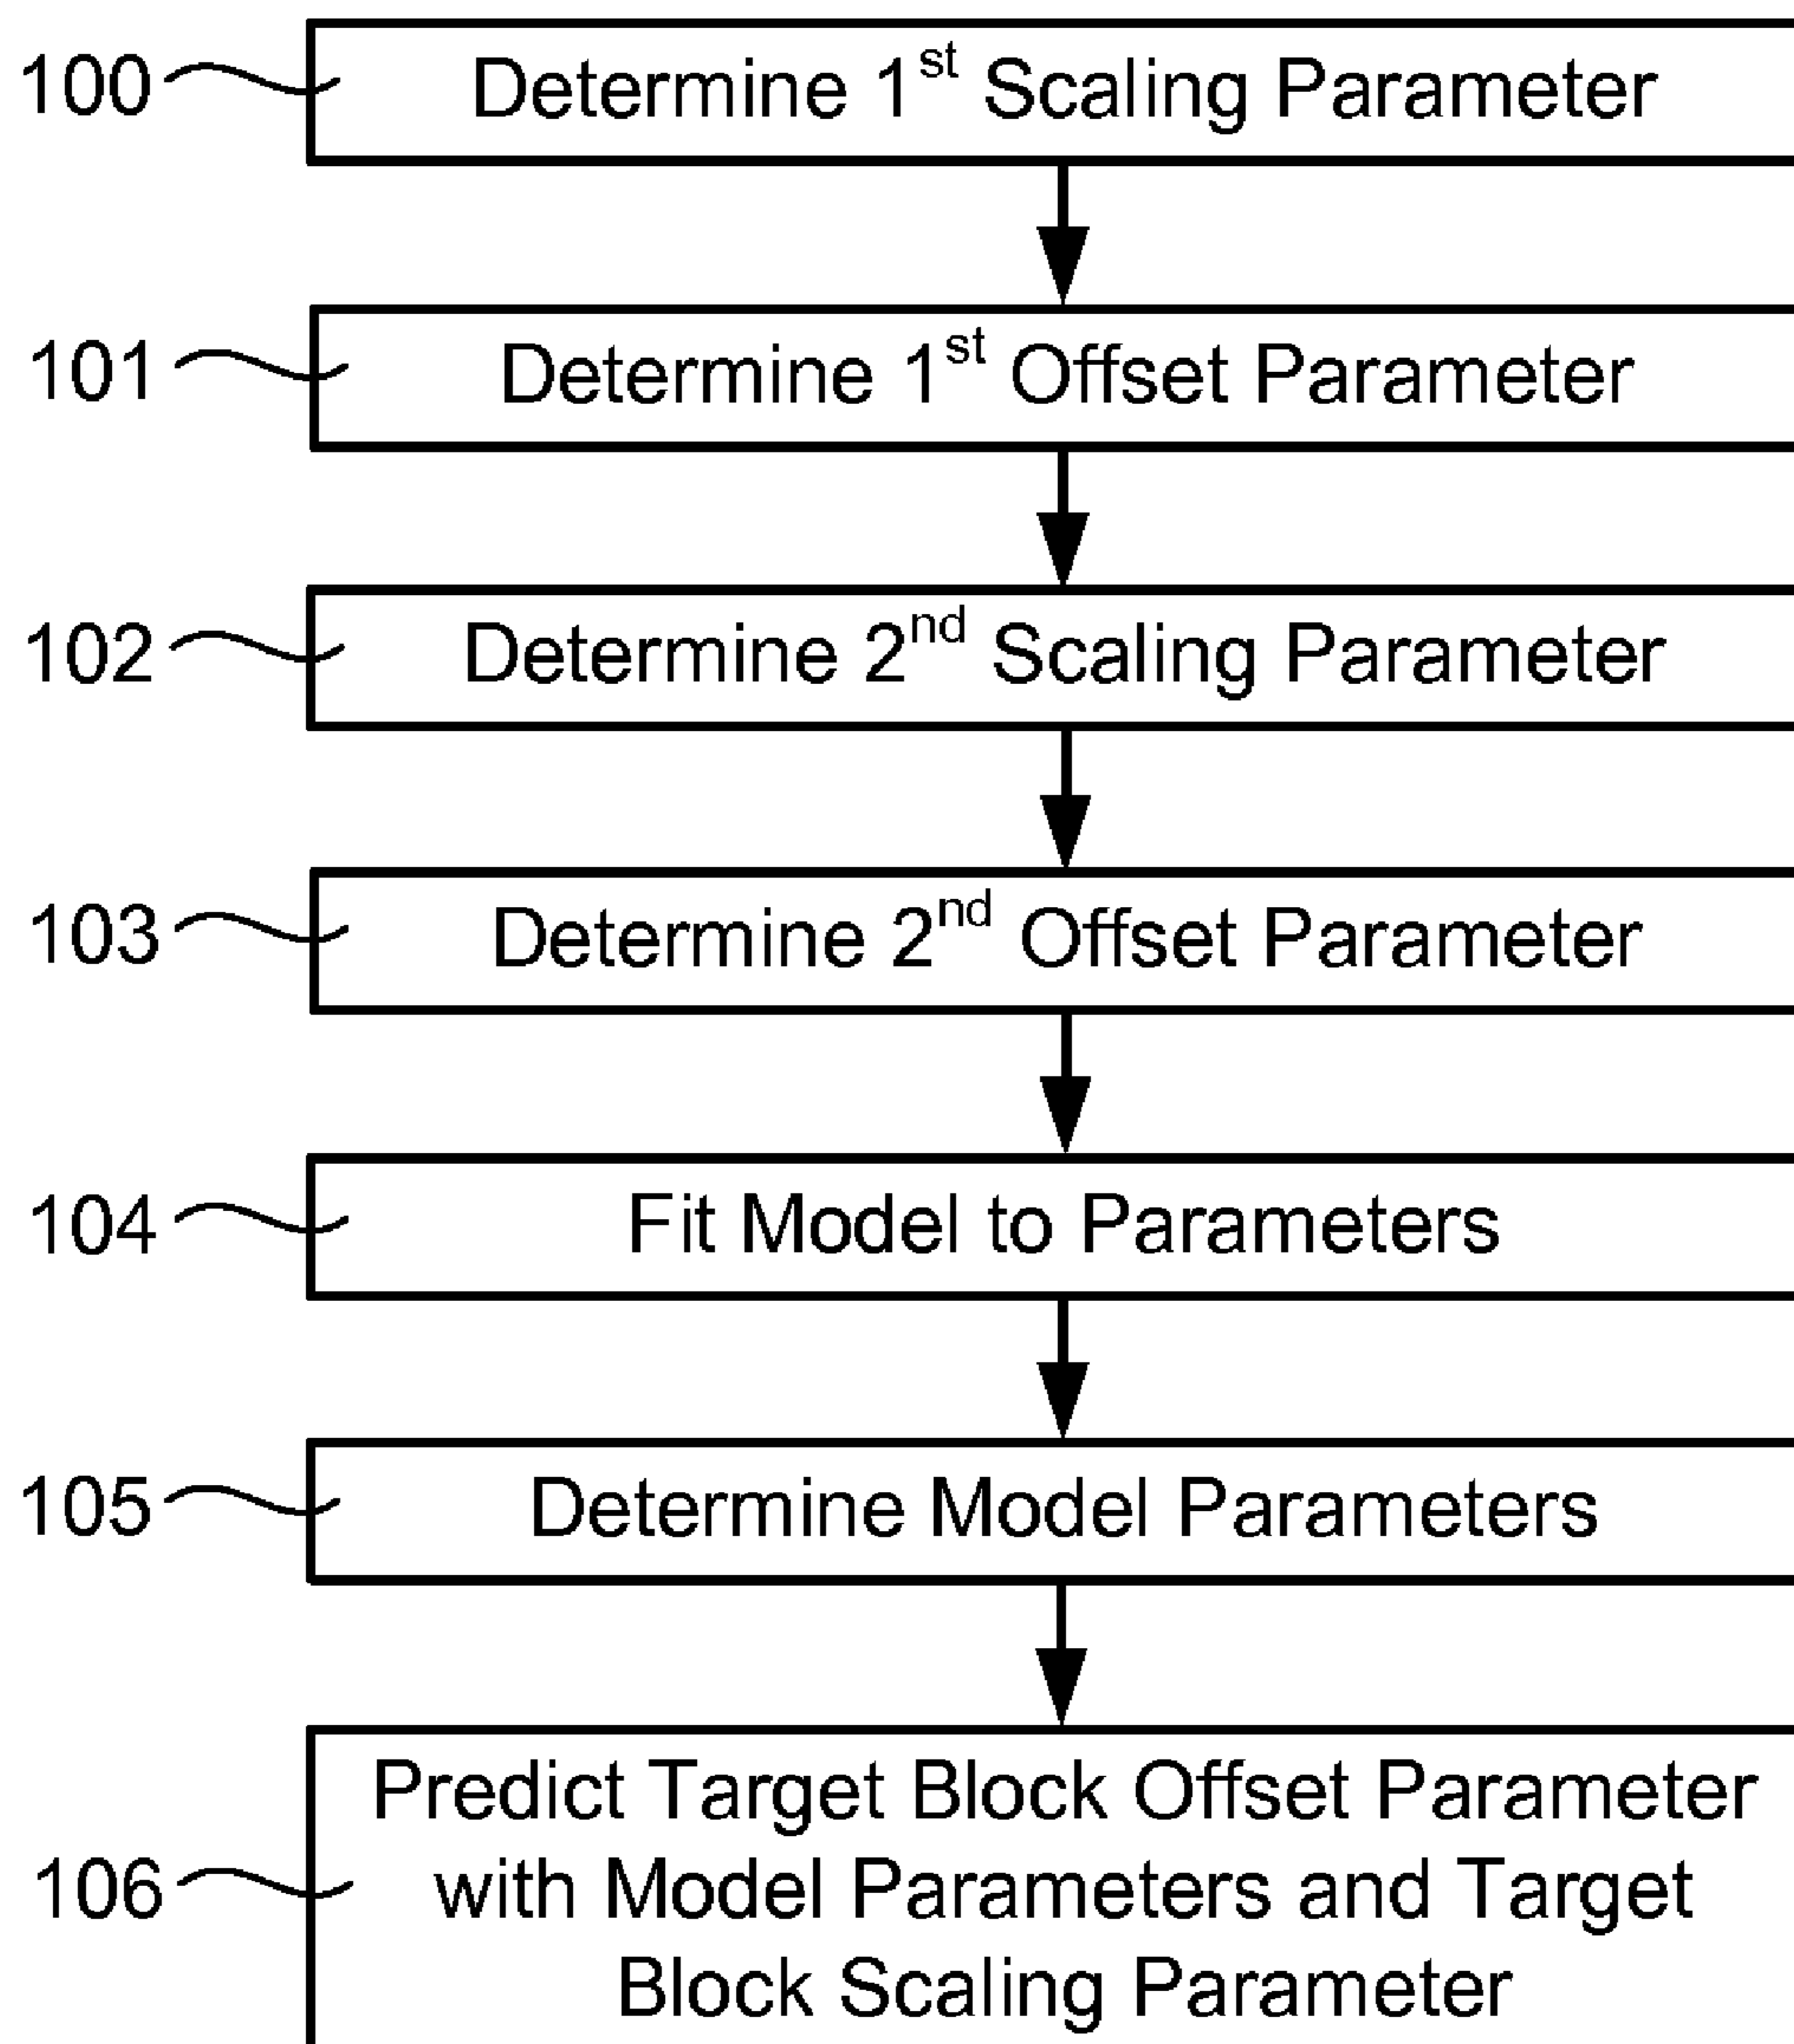 100 Determine 1st Scaling Parameter
101 Determine 1st Offset Parameter
102 Determine 2nd Scaling Parameter
103 Determine 2nd Offset Parameter
104 Fit Model to Parameters
105 Determine Model Parameters
Predict Target Block Offset Parameter
106 with Model Parameters and Target
Block Scaling Parameter